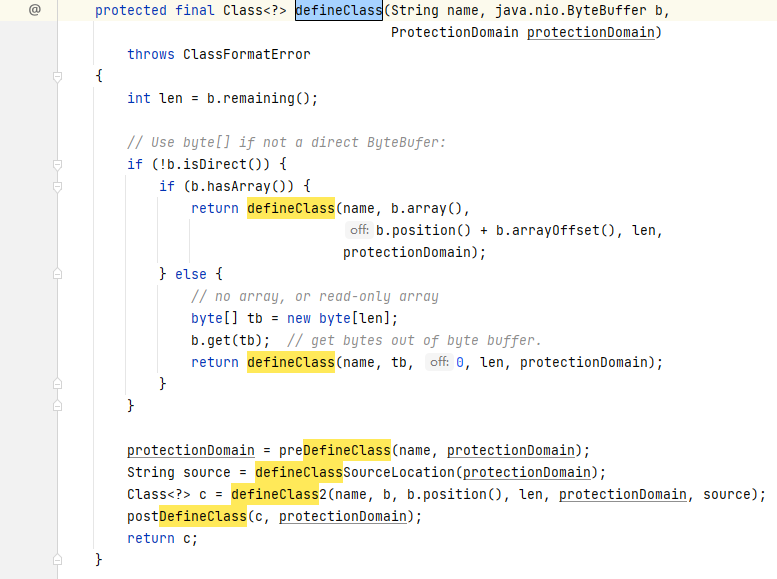 @ protected final Class<?> defineClass(String name, java.nio.ByteBuffer b,
ProtectionDomain protectionDomain)
throws ClassFormatError
{
int len = b.remaining();
// Use byte[] if not a direct ByteBufer:
if (!b.isDirect()) {
if (b.hasArray()) {
return defineClass(name, b.array(),
off: b.position() + b.arrayOffset(), len,
protectionDomain);
} else {
// no array, or read-only array
byte[] tb = new byte[len];
b.get(tb);  // get bytes out of byte buffer.
return defineClass(name, tb, off: 0, len, protectionDomain);
}
}
protectionDomain = preDefineClass(name, protectionDomain);
String source = defineClassSourceLocation(protectionDomain);
Class<?> c = defineClass2(name, b, b.position(), len, protectionDomain, source);
postDefineClass(c, protectionDomain);
return c;
}